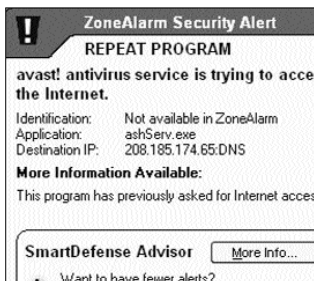 ZoneAlarm Security Alert
REPEAT PROGRAM
avast! antivirus service is trying to acce
the Internet.
Identification: Not available in ZoneAlarm
Application: ashServ.exe
Destination IP: 208.185.174.65:DNS
More Information Available:
This program has previously asked for Internet acces
SmartDefense Advisor More Info...
Want to have fewer alerts?